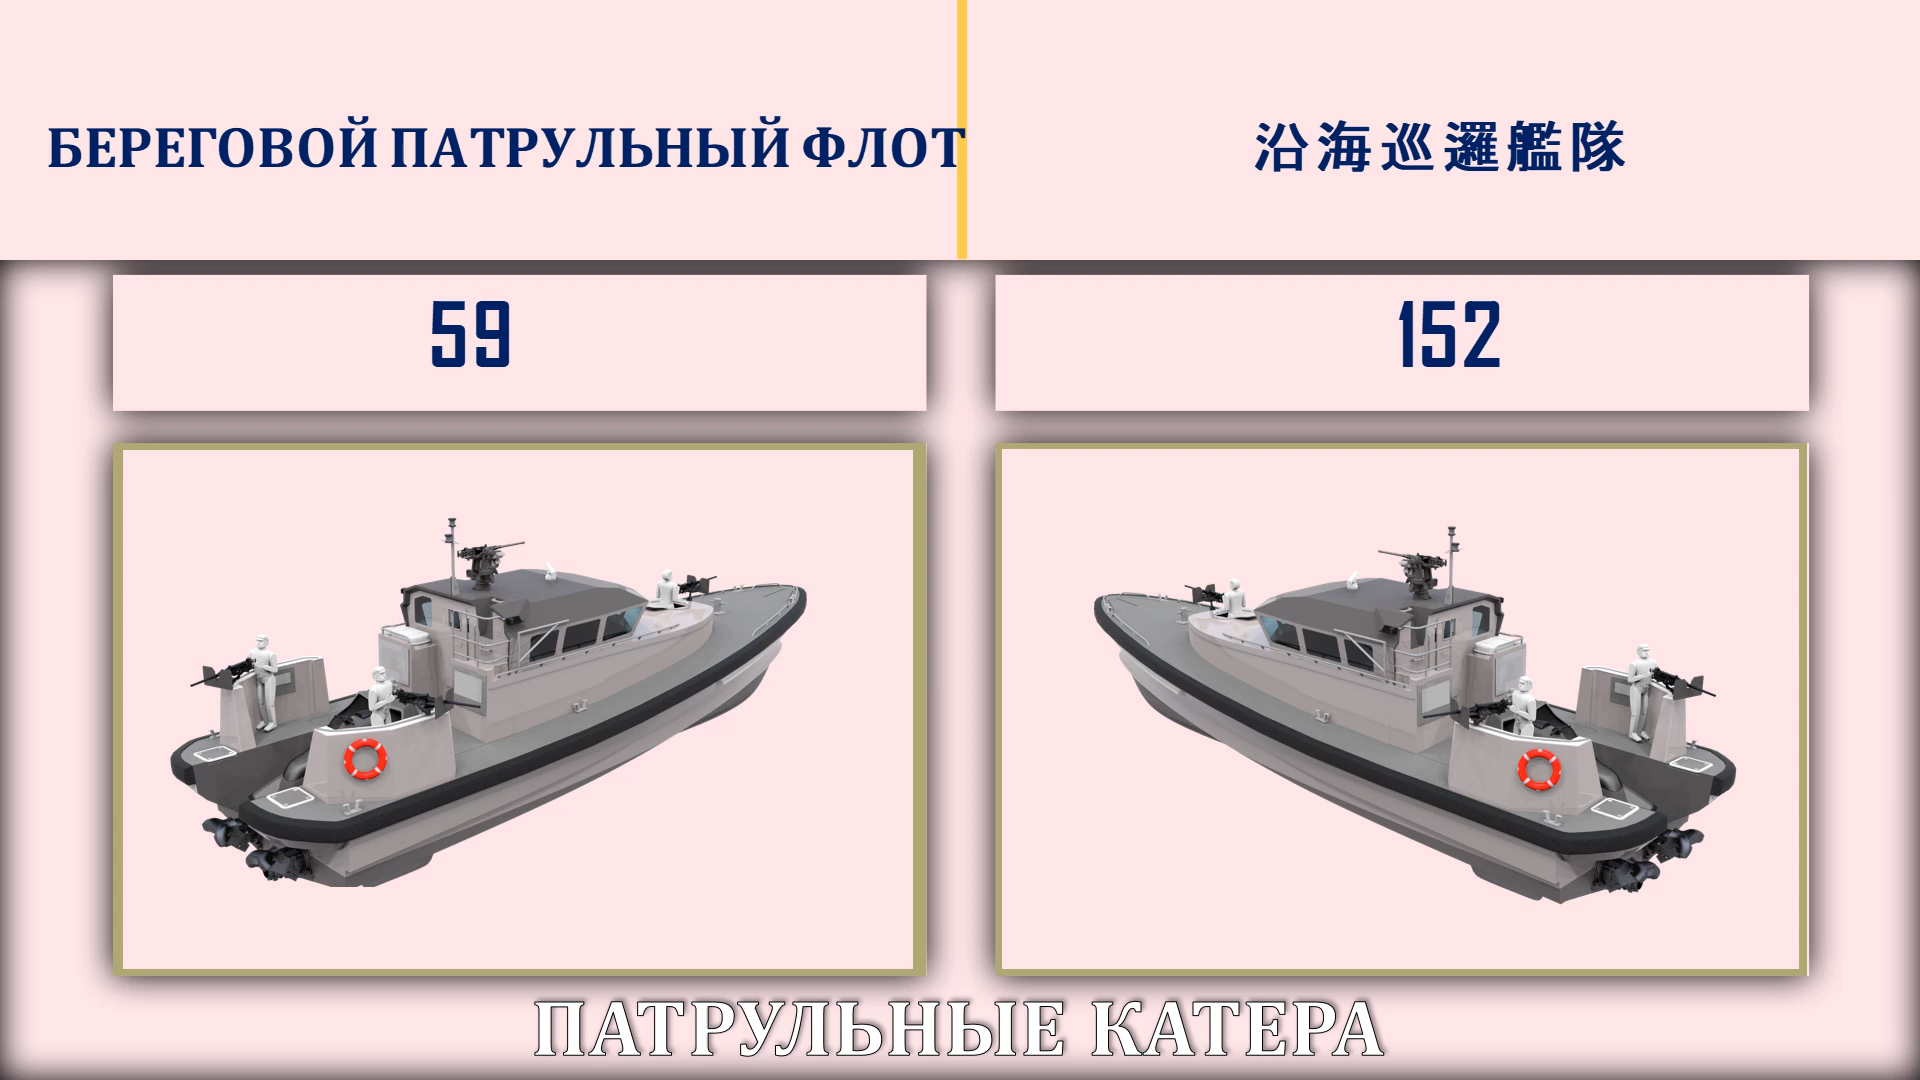 БЕРЕГОВОЙ ПАТРУЛЬНЫЙ ФЛОТ
沿海巡邏艦隊
59
152
ПАТРУЛЬНЫЕ КАТЕРА